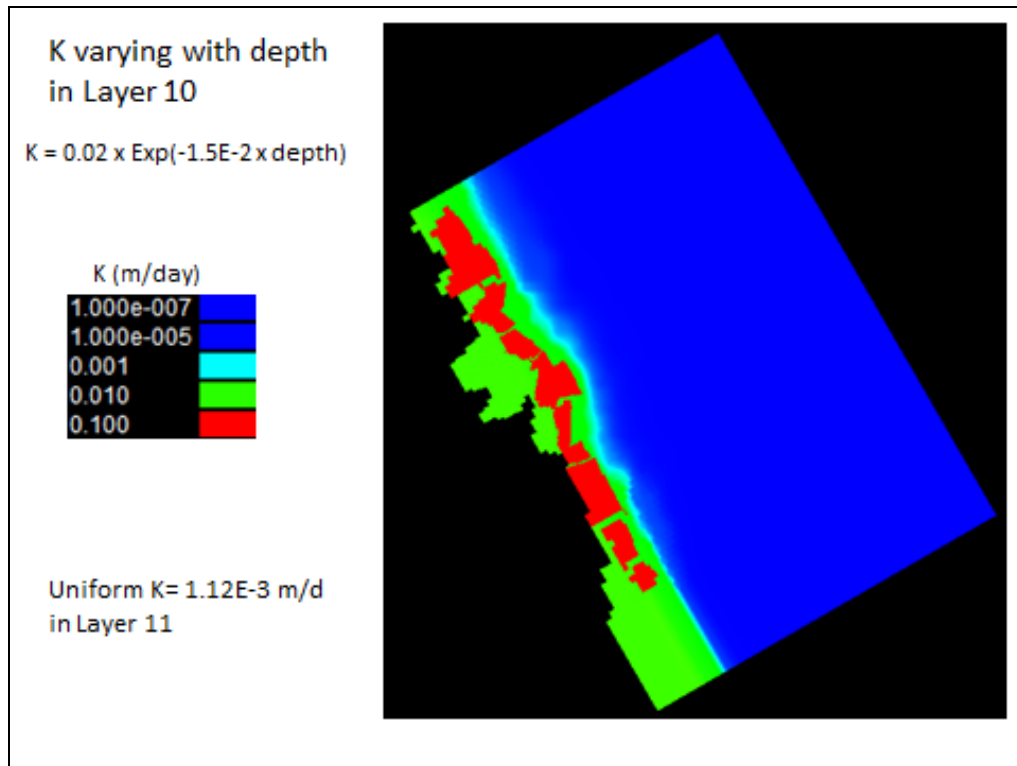 K varying with depth
in Layer 10
K = 0.02 x Exp(-1.5E-2 x depth)
K (m/day)
1.000e-007
1.000e-005
0.001
0.010
0.100
Uniform K= 1.12E-3 m/d
in Layer 11